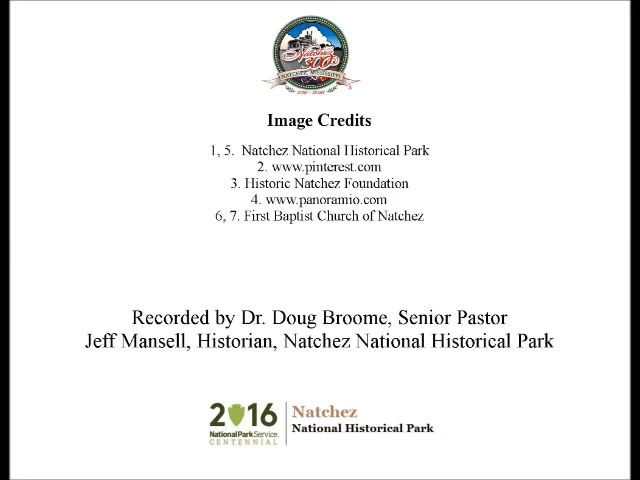 Natchez
300
NATCHEZ, MISSISSIPPI
1716 - 2016
Image Credits
1, 5. Natchez National Historical Park
2. www.pinterest.com
3. Historic Natchez Foundation
4. www.panoramio.com
6, 7. First Baptist Church of Natchez
Recorded by Dr. Doug Broome, Senior Pastor
Jeff Mansell, Historian, Natchez National Historical Park
2016
National Park Service
CENTENNIAL
Natchez
National Historical Park